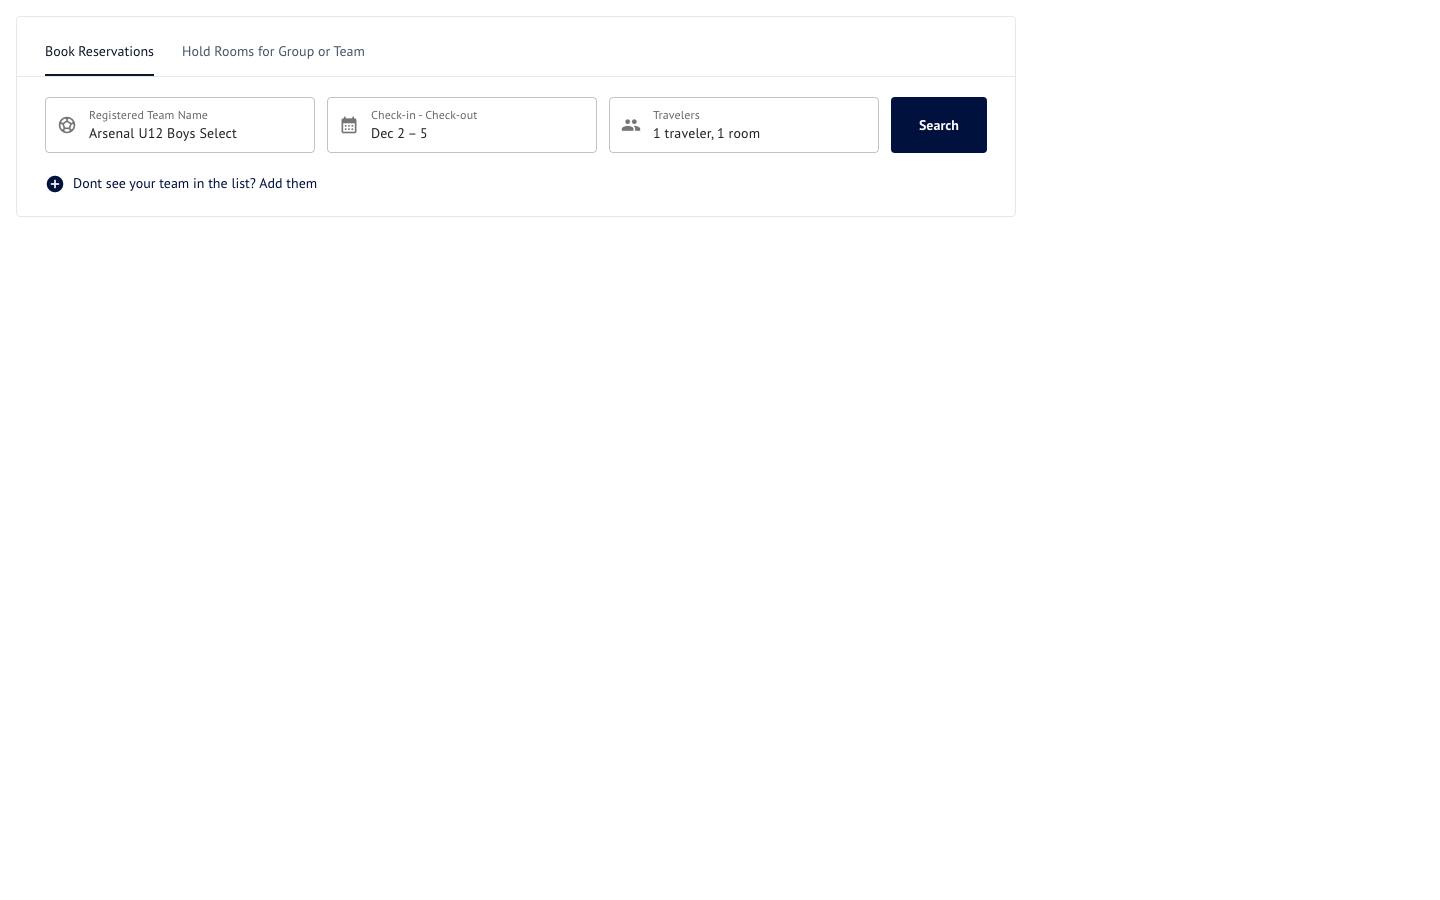 Book Reservations
Hold Rooms for Group or Team
Registered Team Name
Arsenal U12 Boys Select
Check-in - Check-out
Dec 2 – 5
Travelers
1 traveler, 1 room
Search
Dont see your team in the list? Add them